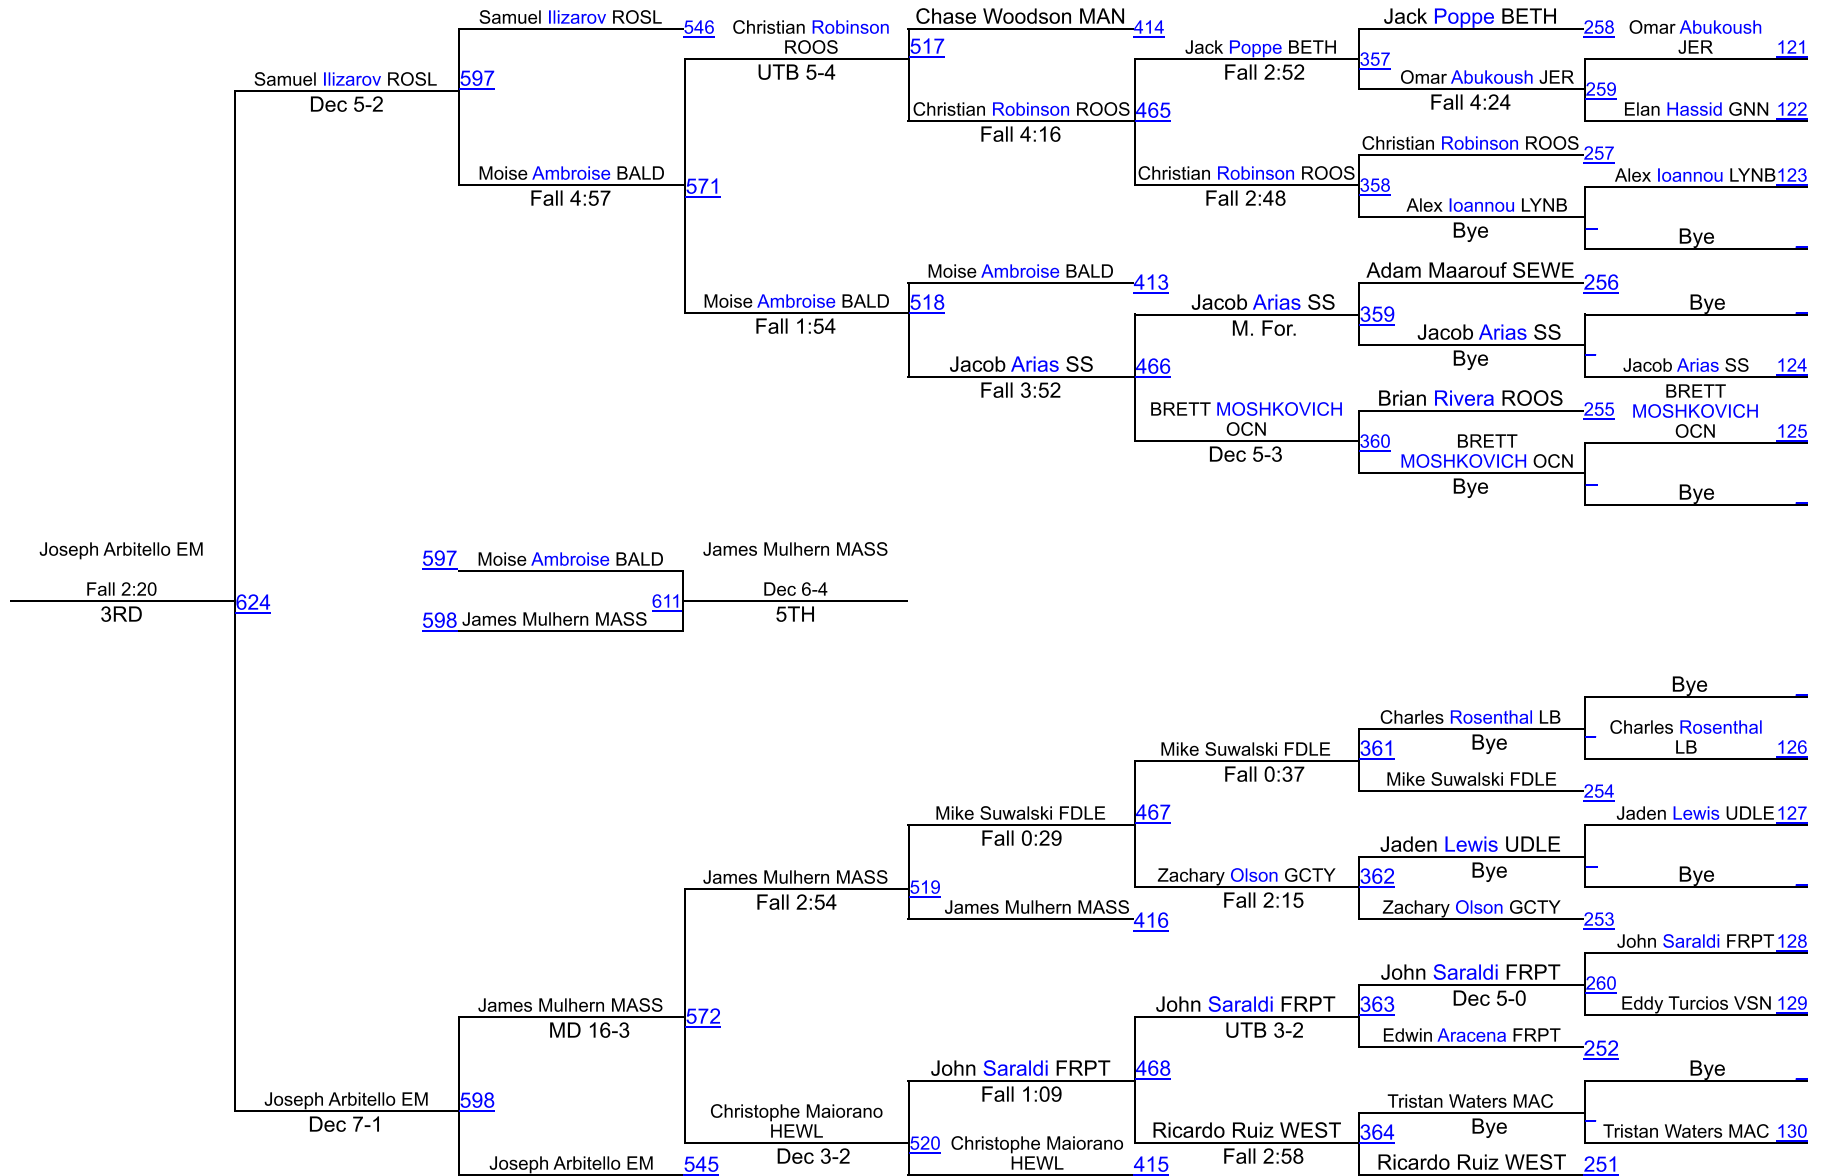 Samuel Ilizarov ROSL
546
Christian Robinson
ROOS
UTB 5-4
Chase Woodson MAN
414
517
Jack Poppe BETH
Fall 2:52
Jack Poppe BETH
258
Omar Abukoush
JER
121
357
Omar Abukoush JER
Fall 4:24
259
Elan Hassid GNN
122
Samuel Ilizarov ROSL
597
Dec 5-2
Christian Robinson ROOS
465
Fall 4:16
Christian Robinson ROOS
257
Alex Ioannou LYNB
123
Moise Ambroise BALD
571
Fall 4:57
Christian Robinson ROOS
358
Fall 2:48
Alex Ioannou LYNB
Bye
Bye
Moise Ambroise BALD
413
Adam Maarouf SEWE
256
Moise Ambroise BALD
518
Fall 1:54
Jacob Arias SS
M. For.
359
Jacob Arias SS
Bye
Bye
Jacob Arias SS
124
Jacob Arias SS
466
Fall 3:52
BRETT MOSHKOVICH
OCN
Dec 5-3
Brian Rivera ROOS
255
BRETT
MOSHKOVICH
OCN
125
360
BRETT
MOSHKOVICH OCN
Bye
Bye
Joseph Arbitello EM
Fall 2:20
3RD
624
597
Moise Ambroise BALD
James Mulhern MASS
611
Dec 6-4
5TH
598
James Mulhern MASS
Bye
Charles Rosenthal LB
Bye
Charles Rosenthal
LB
126
Mike Suwalski FDLE
Fall 0:37
361
Mike Suwalski FDLE
254
Mike Suwalski FDLE
467
Fall 0:29
Jaden Lewis UDLE
127
Jaden Lewis UDLE
Bye
Bye
James Mulhern MASS
519
Fall 2:54
Zachary Olson GCTY
362
Fall 2:15
James Mulhern MASS
416
Zachary Olson GCTY
253
John Saraldi FRPT
128
John Saraldi FRPT
Dec 5-0
260
Eddy Turcios VSN
129
James Mulhern MASS
572
MD 16-3
John Saraldi FRPT
363
UTB 3-2
Edwin Aracena FRPT
252
John Saraldi FRPT
468
Fall 1:09
Bye
Joseph Arbitello EM
598
Dec 7-1
Christophe Maiorano
HEWL
Dec 3-2
520
Christophe Maiorano
HEWL
415
Ricardo Ruiz WEST
364
Fall 2:58
Tristan Waters MAC
Bye
Tristan Waters MAC
130
Joseph Arbitello EM
545
Ricardo Ruiz WEST
251